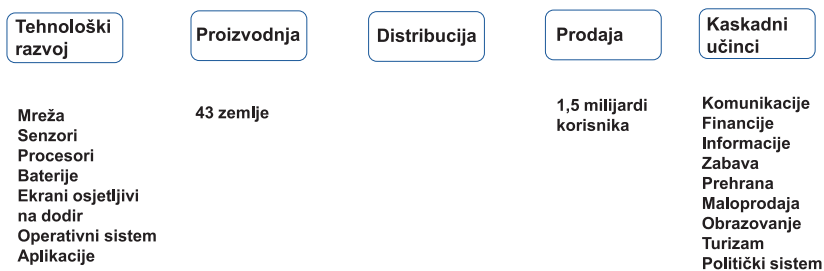 Tehnološki
razvoj
Proizvodnja
Distribucija
Prodaja
Kaskadni
učinci
Mreža
Senzori
Procesori
Baterije
Ekrani osjetljivi
na dodir
Operativni sistem
Aplikacije
43 zemlje
1,5 milijardi
korisnika
Komunikacije
Financije
Informacije
Zabava
Prehrana
Maloprodaja
Obrazovanje
Turizam
Politički sistem